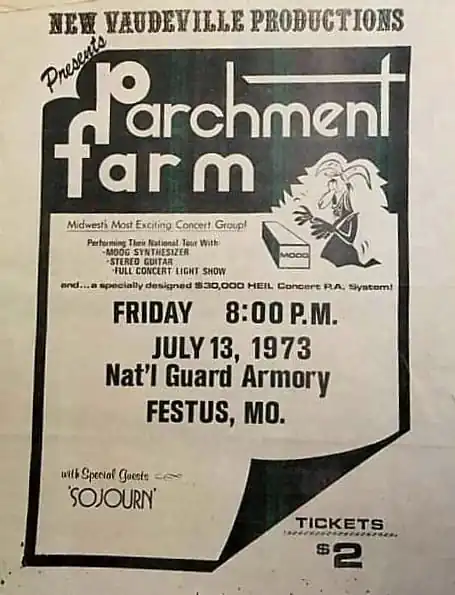 NEW VAUDEVILLE PRODUCTIONS
Presents
Parchment
farm
Midwest's Most Exciting Concert Group!
Performing Their National Tour With:
-MOOG SYNTHESIZER
-STEREO GUITAR
-FULL CONCERT LIGHT SHOW
MOOG
and...a specially designed $30,000 HEIL Concert P.A. System!
FRIDAY 8:00 P.M.
JULY 13, 1973
Nat'l Guard Armory
FESTUS, MO.
with Special Guests
'SOJOURN'
TICKETS
$2